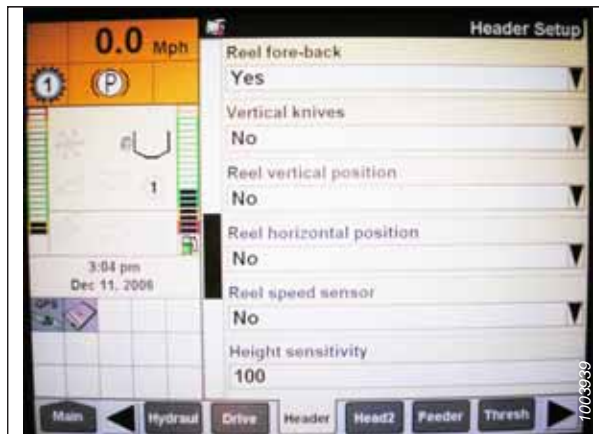 0.0 Mph
Header Setup
Reel fore-back
Yes
1
(P)
Vertical knives
No
Reel vertical position
No
1
Reel horizontal position
No
3:04 pm
Dec 11, 2006
Reel speed sensor
No
GPS
Height sensitivity
100
Main
Hydraul
Drive
Header
Head2
Feeder
Thresh
1003939